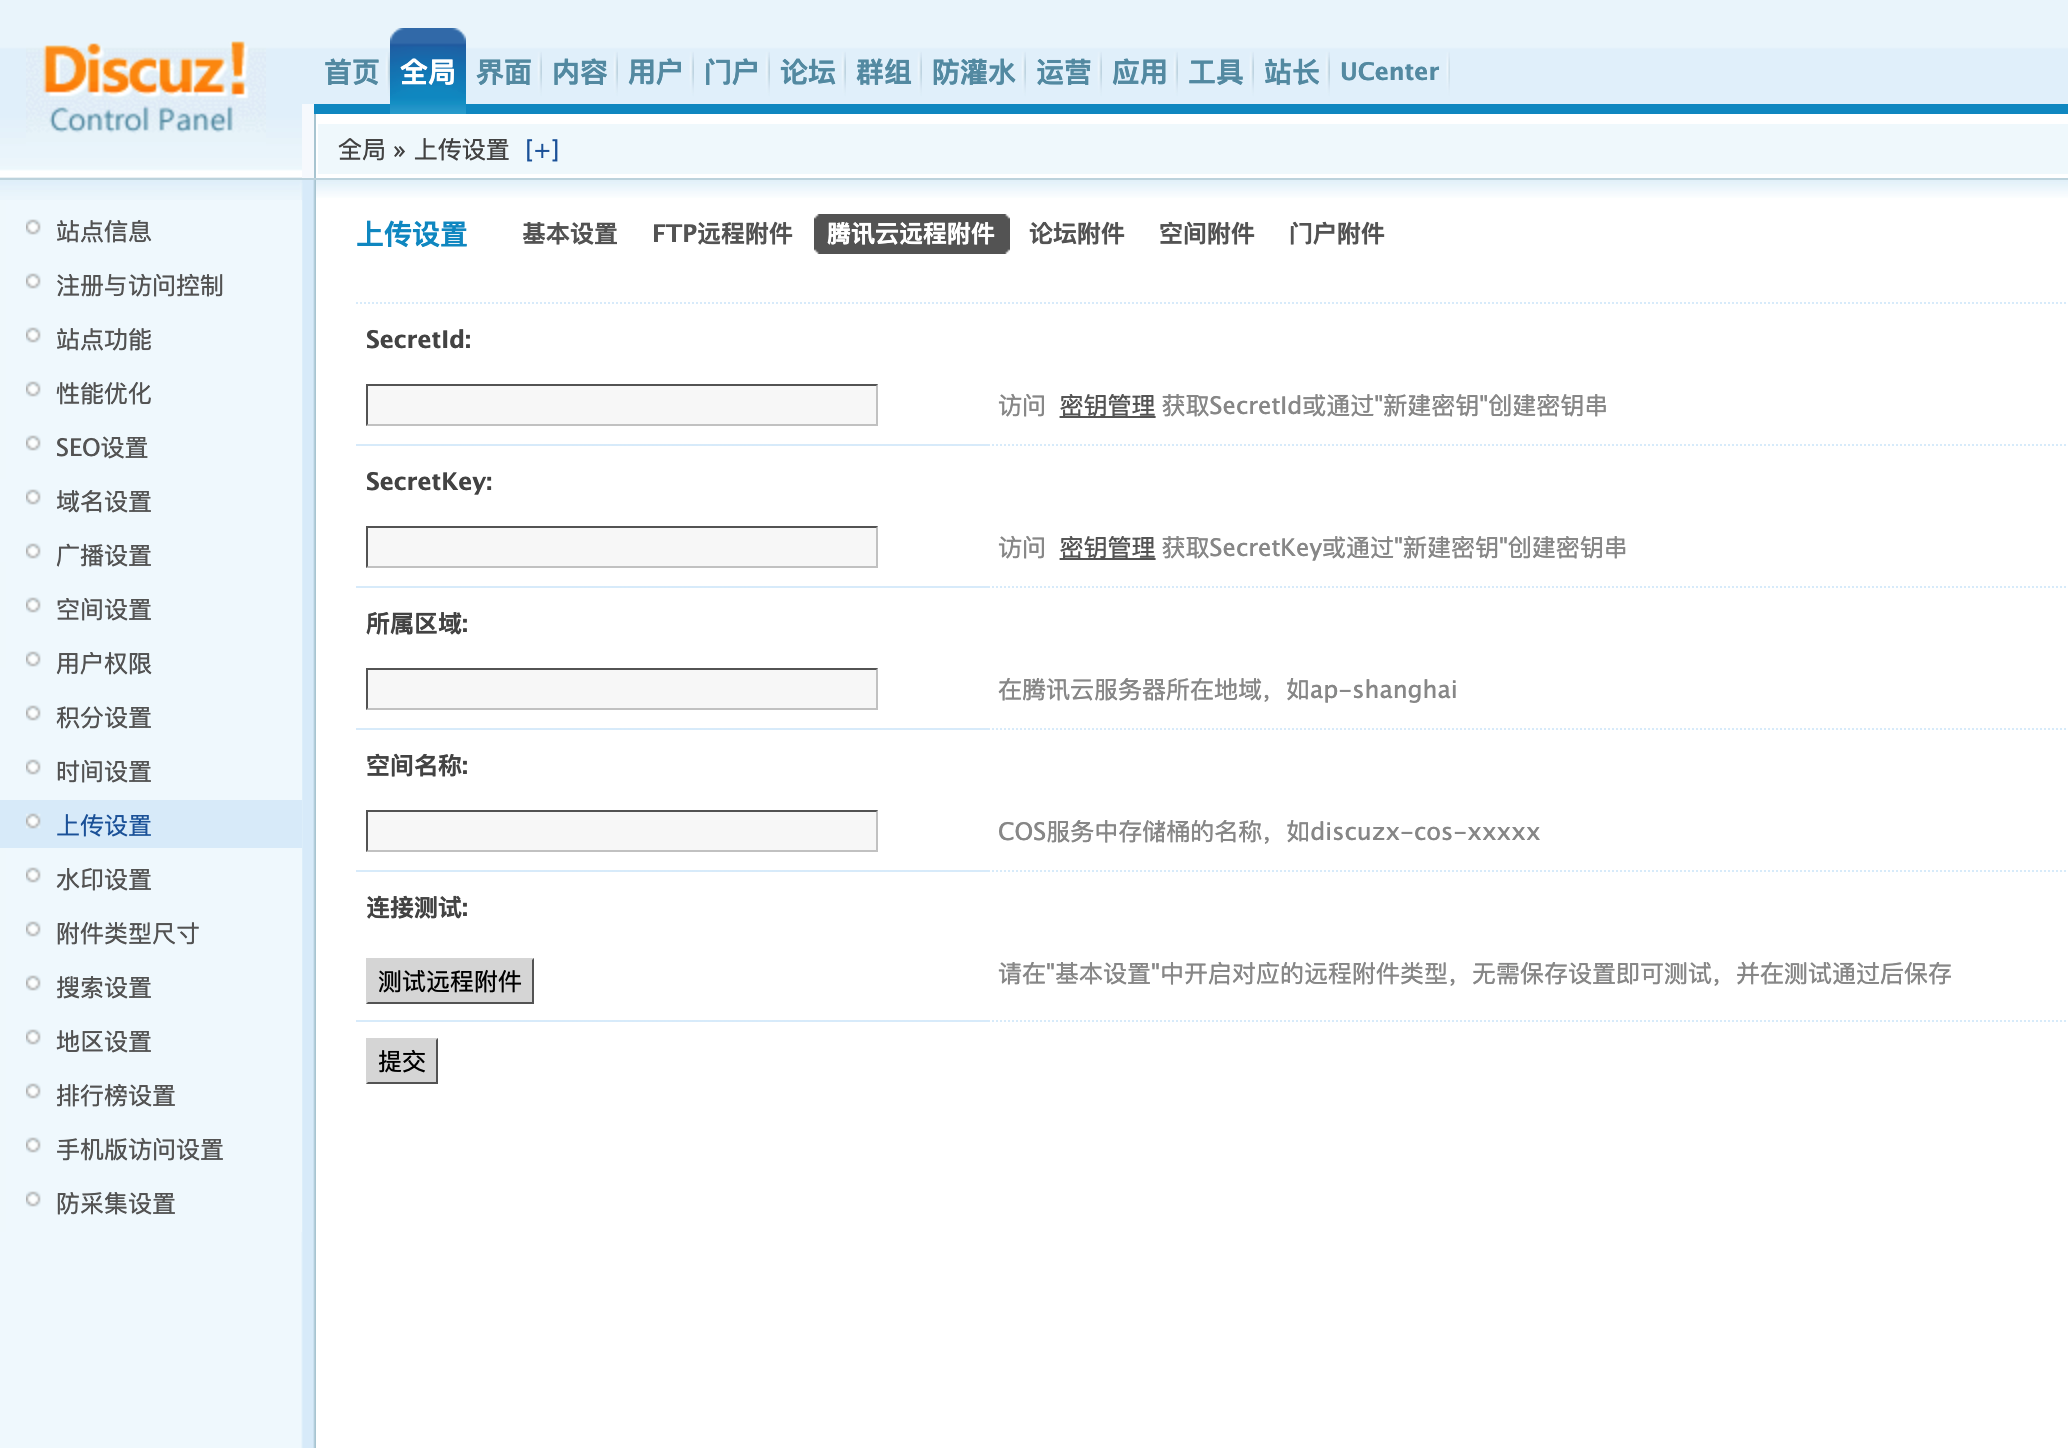 Discuz!
Control Panel
首页 全局 界面 内容 用户 门户 论坛 群组 防灌水 运营 应用 工具 站长 UCenter
全局 » 上传设置 [+]
站点信息
注册与访问控制
站点功能
性能优化
SEO设置
域名设置
广播设置
空间设置
用户权限
积分设置
时间设置
上传设置
水印设置
附件类型尺寸
搜索设置
地区设置
排行榜设置
手机版访问设置
防采集设置
上传设置 基本设置 FTP远程附件 腾讯云远程附件 论坛附件 空间附件 门户附件
SecretId:
访问 密钥管理 获取SecretId或通过"新建密钥"创建密钥串
SecretKey:
访问 密钥管理 获取SecretKey或通过"新建密钥"创建密钥串
所属区域:
在腾讯云服务器所在地域，如ap-shanghai
空间名称:
COS服务中存储桶的名称，如discuzx-cos-xxxxx
连接测试:
测试远程附件 请在"基本设置"中开启对应的远程附件类型，无需保存设置即可测试，并在测试通过后保存
提交